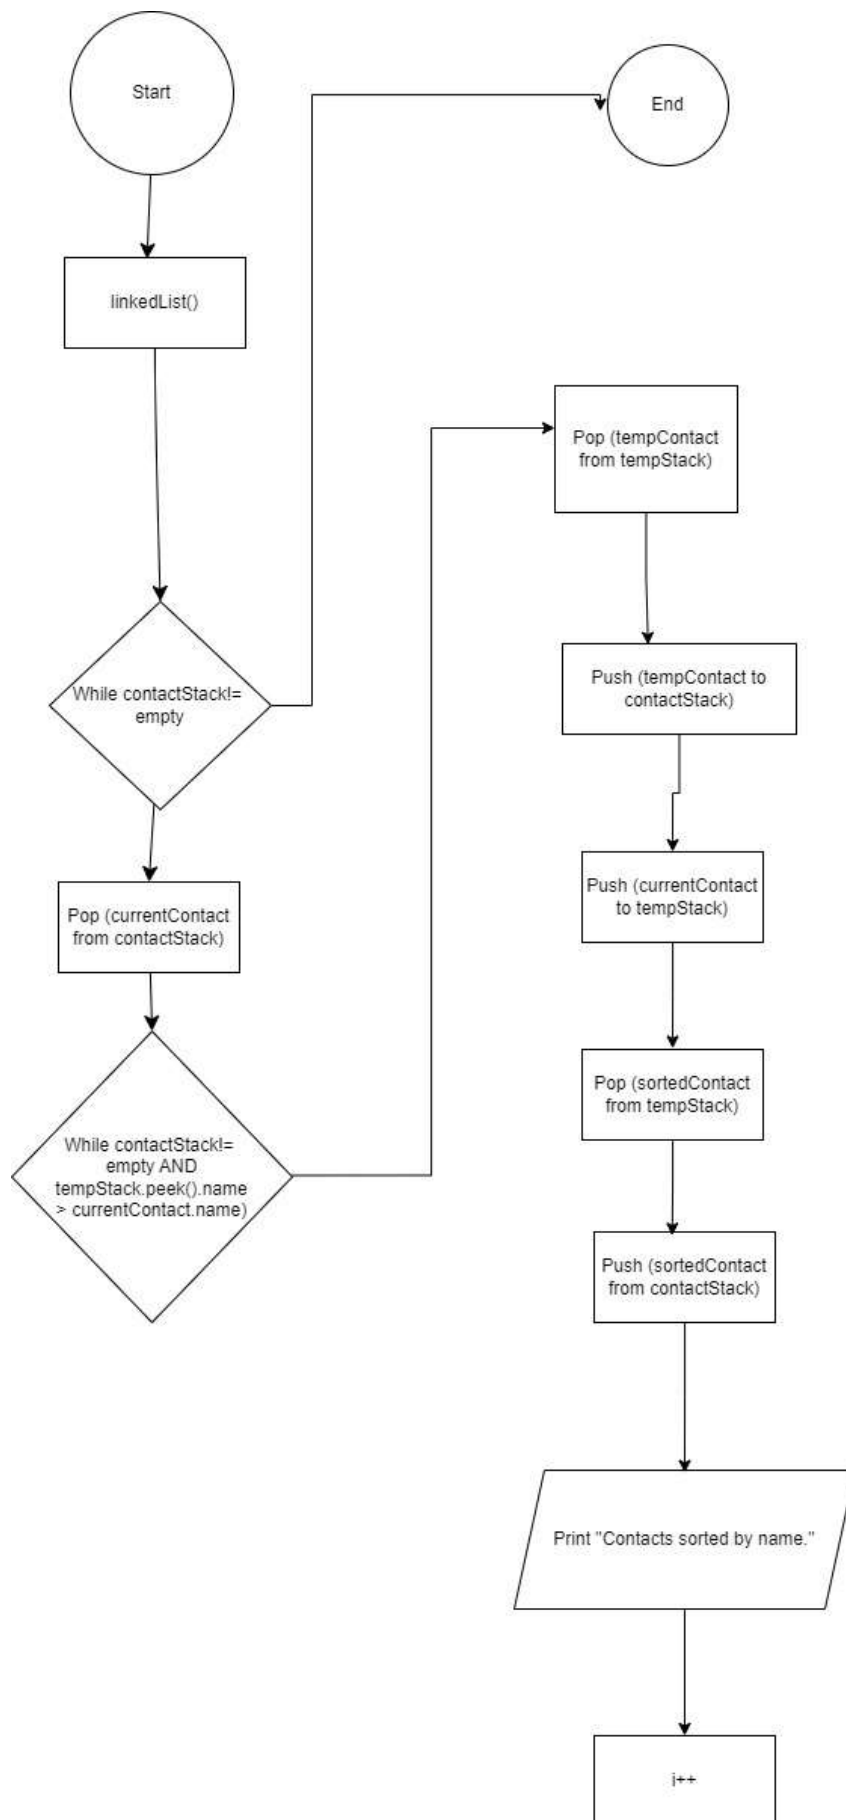 Start
End
linkedList()
Pop (tempContact
from tempStack)
Push (tempContact to
contactStack)
While contactStack!=
empty
Push (currentContact
to tempStack)
Pop (currentContact
from contactStack)
Pop (sortedContact
from tempStack)
While contactStack!=
empty AND
tempStack.peek().name
> currentContact.name)
Push (sortedContact
from contactStack)
Print "Contacts sorted by name."
i++